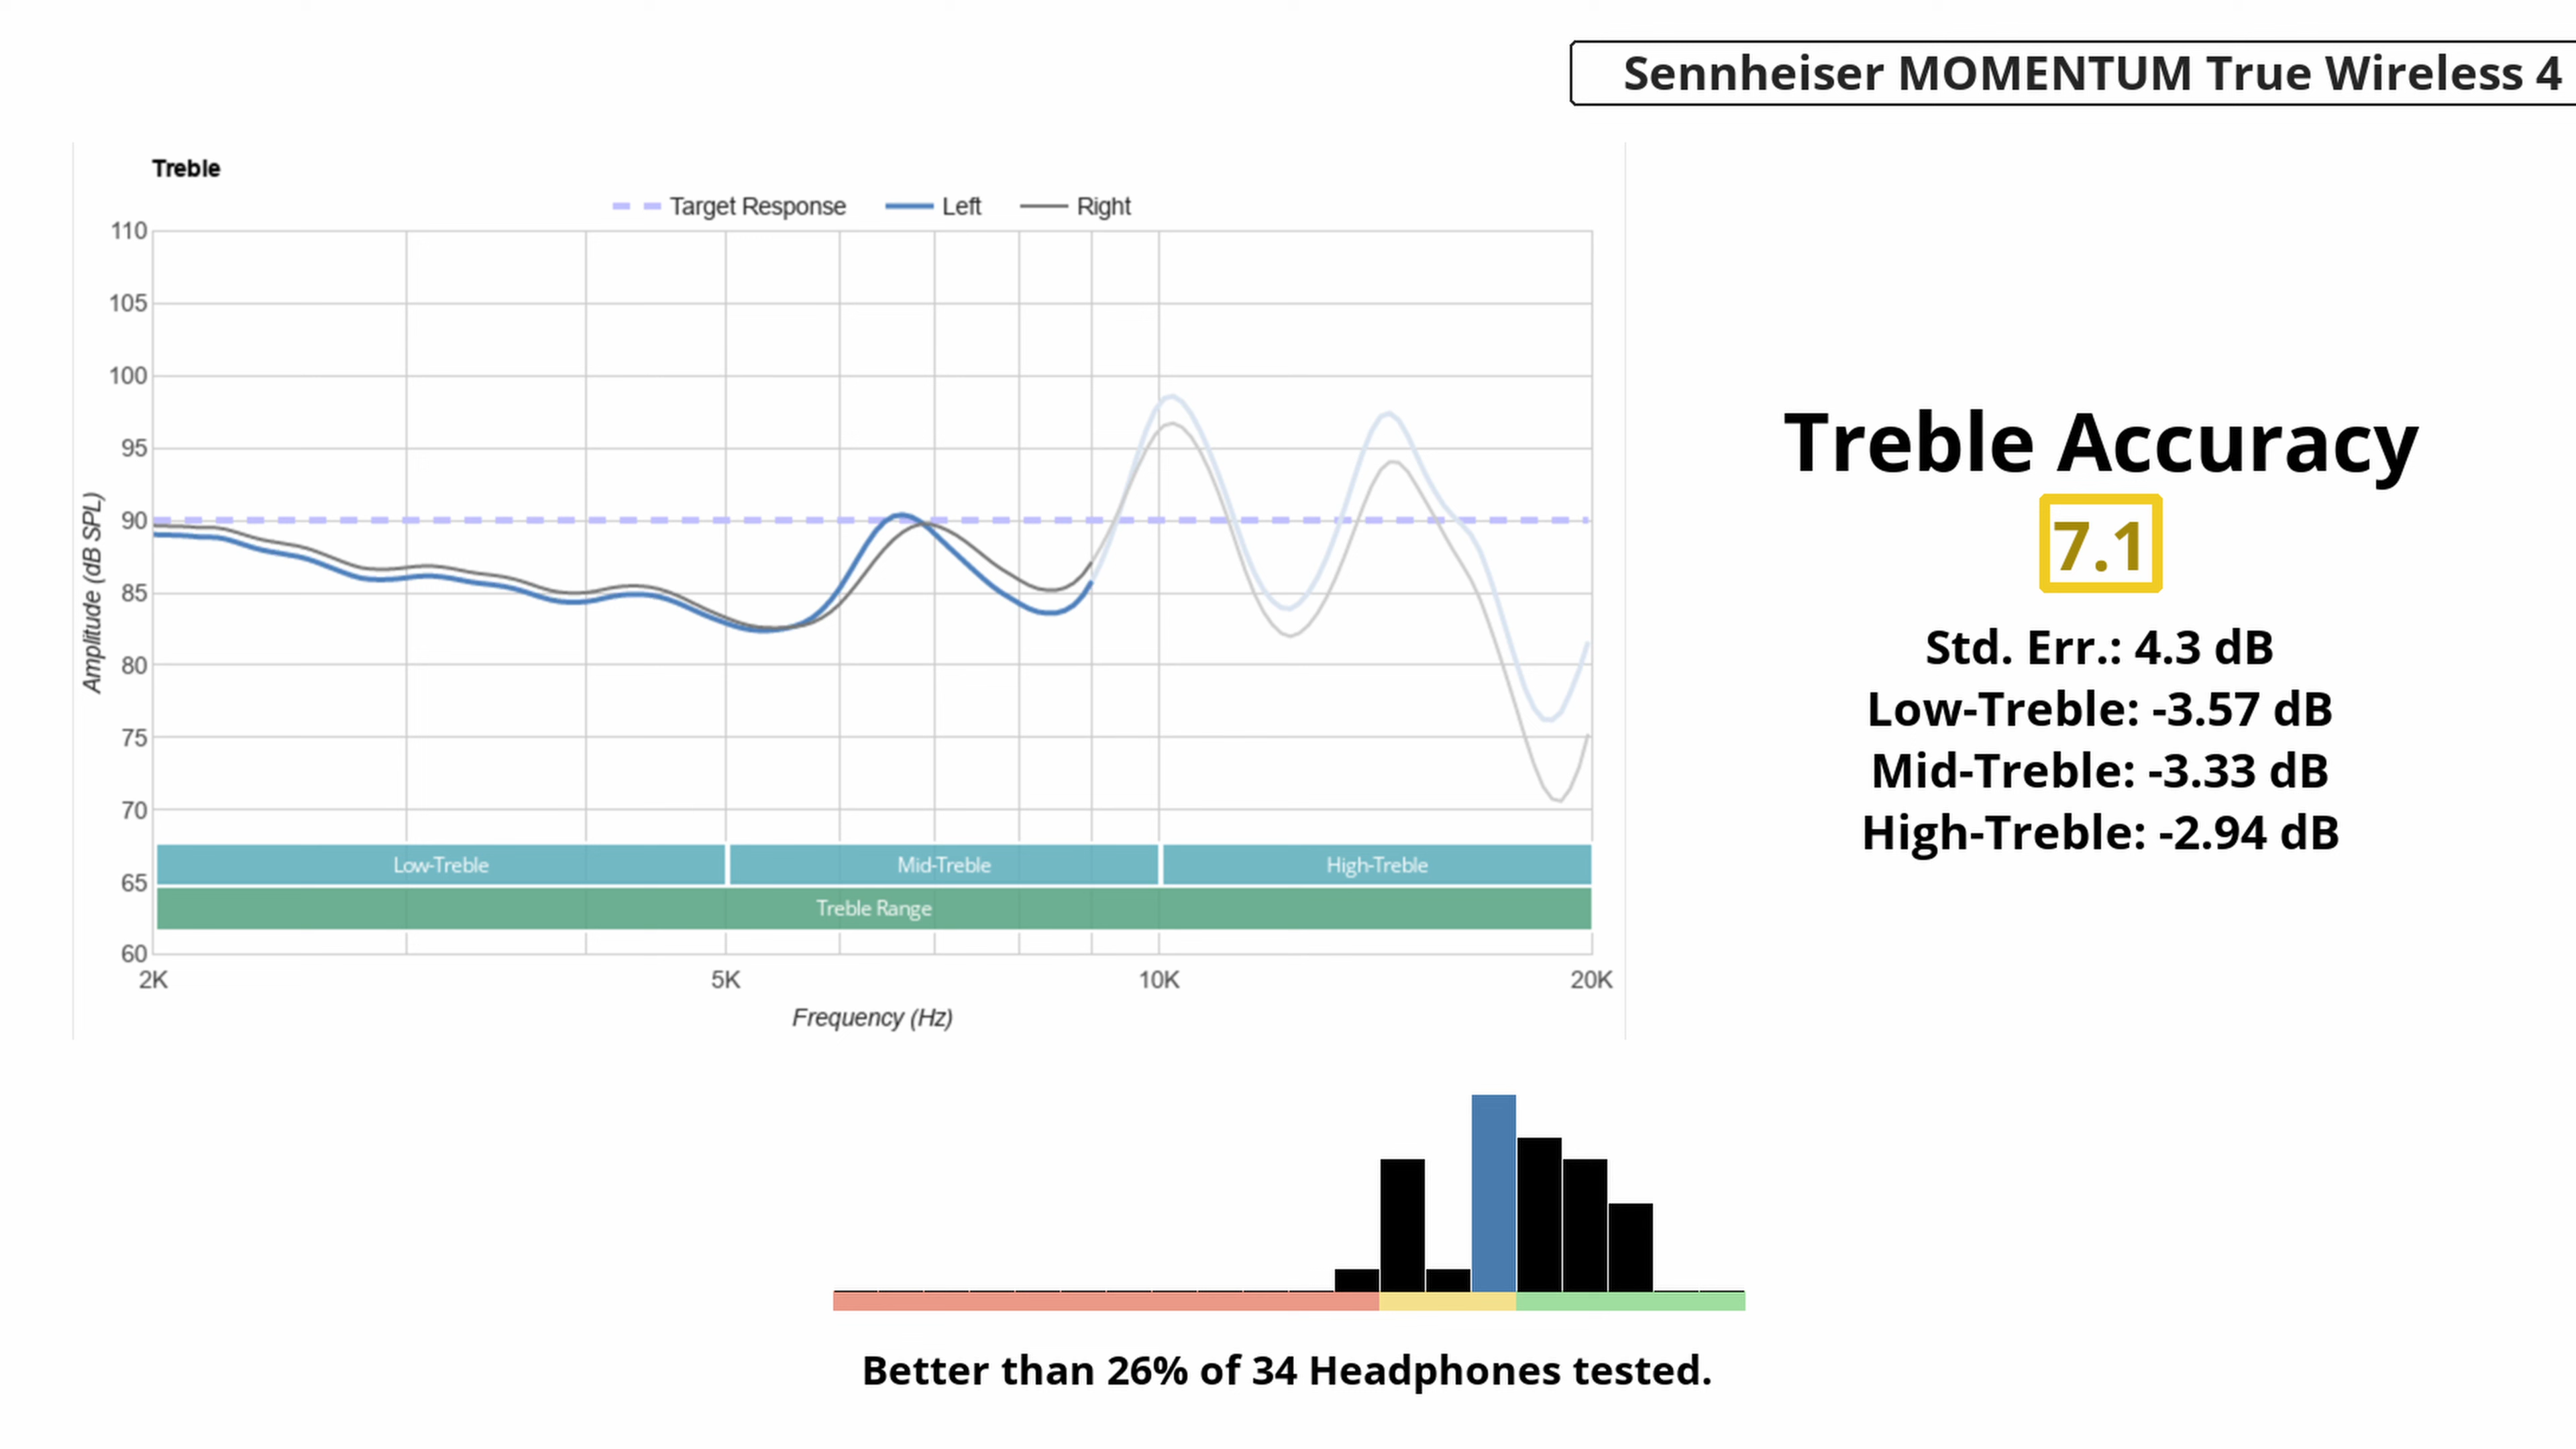 Sennheiser MOMENTUM True Wireless 4
Treble
Target Response Left Right
110
105
100
95
90
85
80
75
70
65
60
Amplitude (dB SPL)
Low-Treble Mid-Treble High-Treble
Treble Range
2K 5K 10K 20K
Frequency (Hz)
Treble Accuracy
7.1
Std. Err.: 4.3 dB
Low-Treble: -3.57 dB
Mid-Treble: -3.33 dB
High-Treble: -2.94 dB
Better than 26% of 34 Headphones tested.